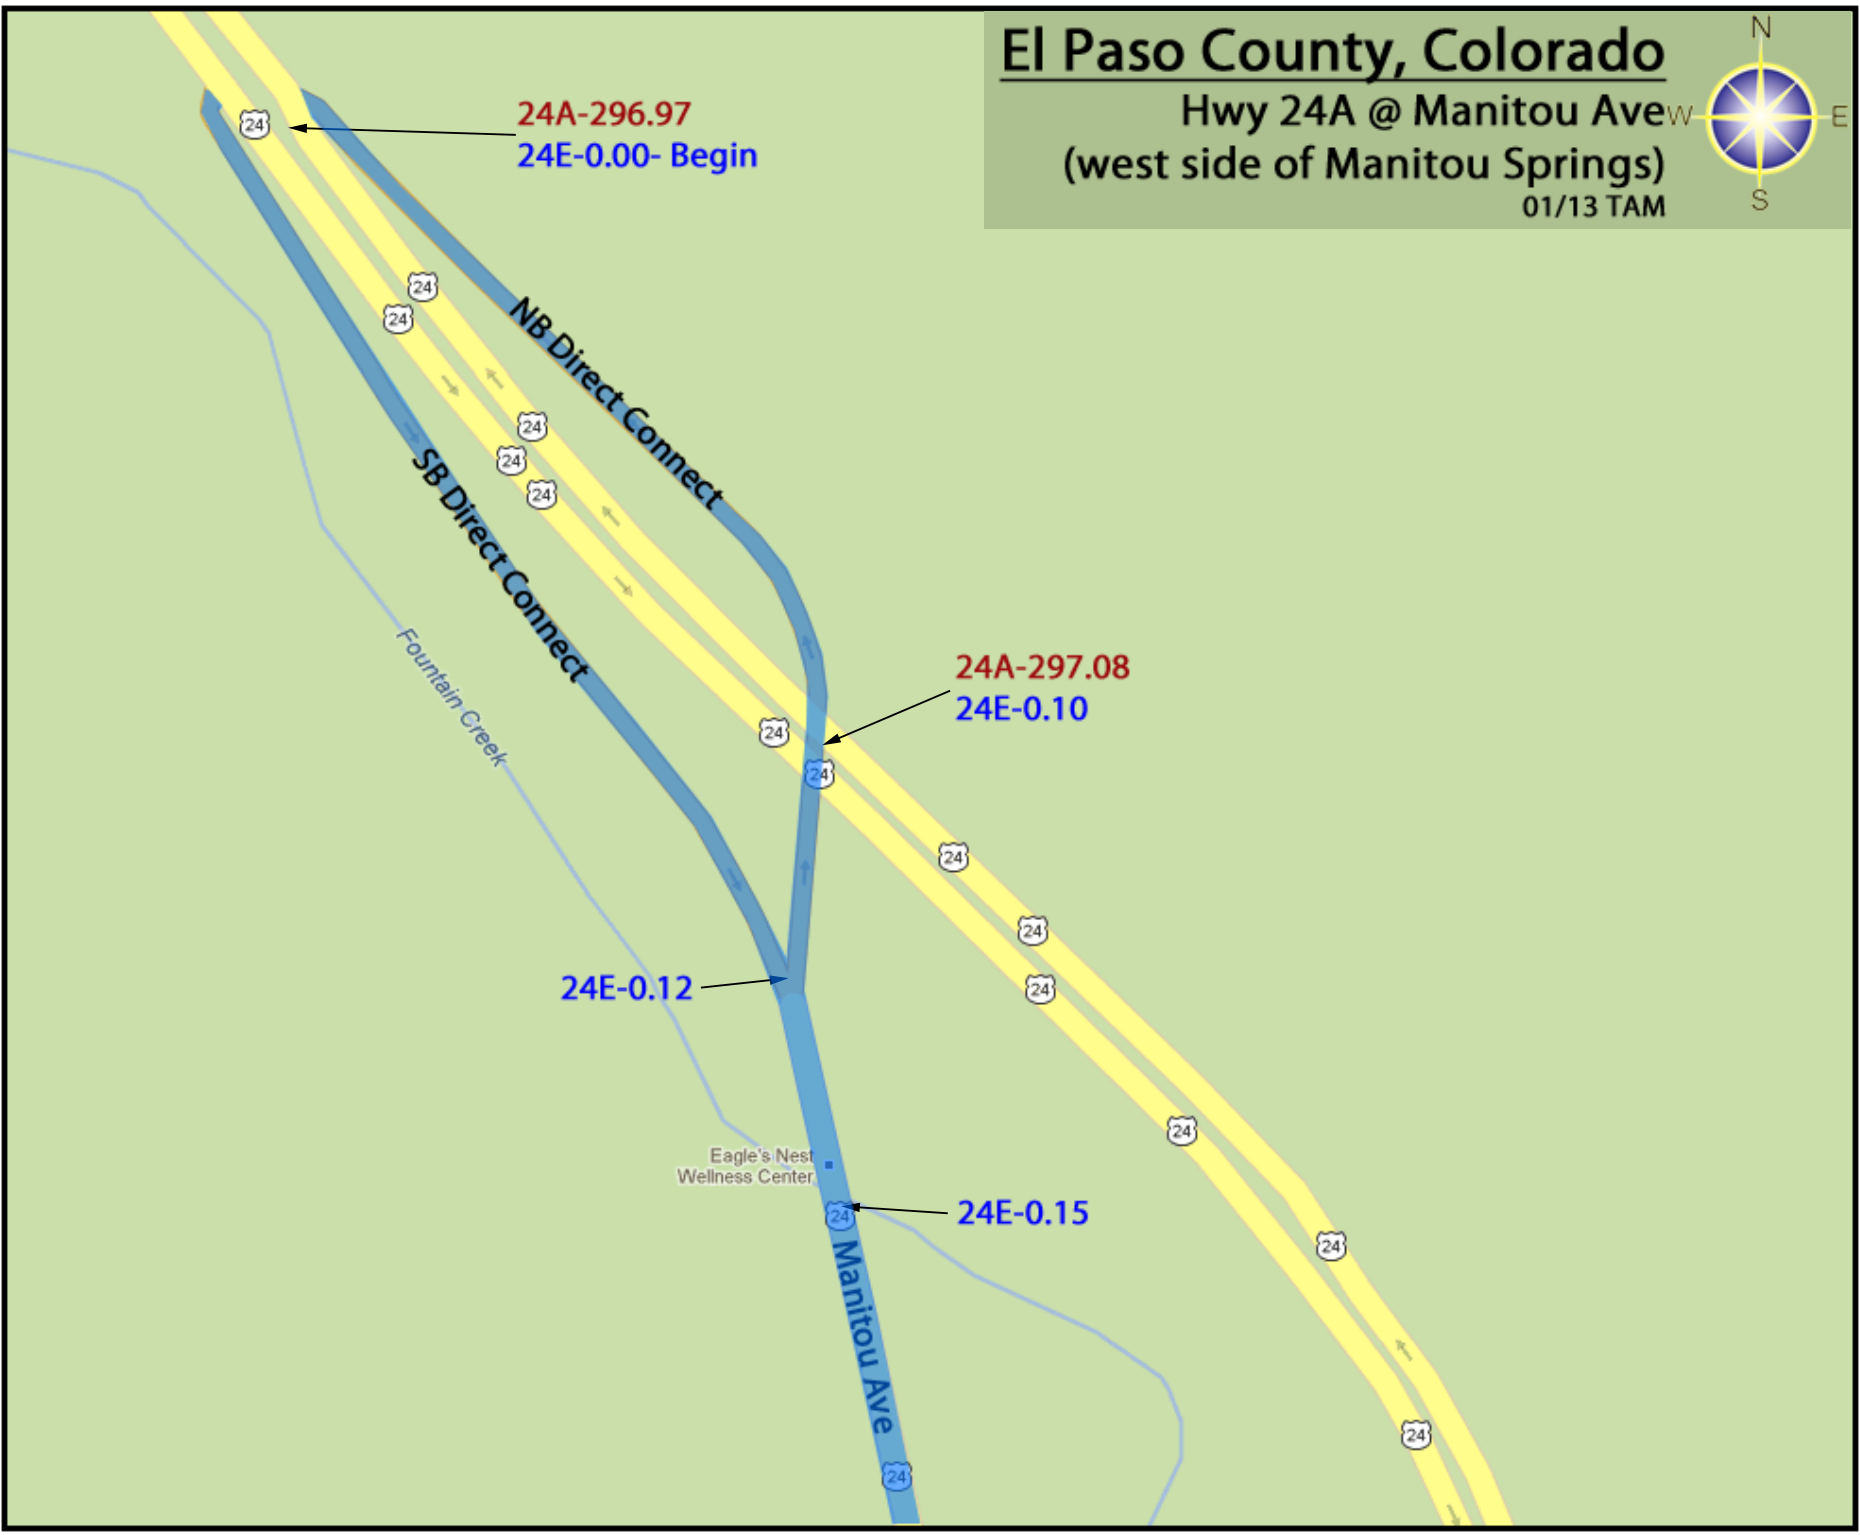 El Paso County, Colorado
Hwy 24A @ Manitou Ave
(west side of Manitou Springs)
01/13 TAM
N
W
E
S
24A-296.97
24E-0.00- Begin
24
24
24
NB Direct Connect
24
24
24
SB Direct Connect
Fountain Creek
24A-297.08
24E-0.10
24
24
24
24
24E-0.12
24
24
Eagle's Nest
Wellness Center
24E-0.15
24
Manitou Ave
24
24
24